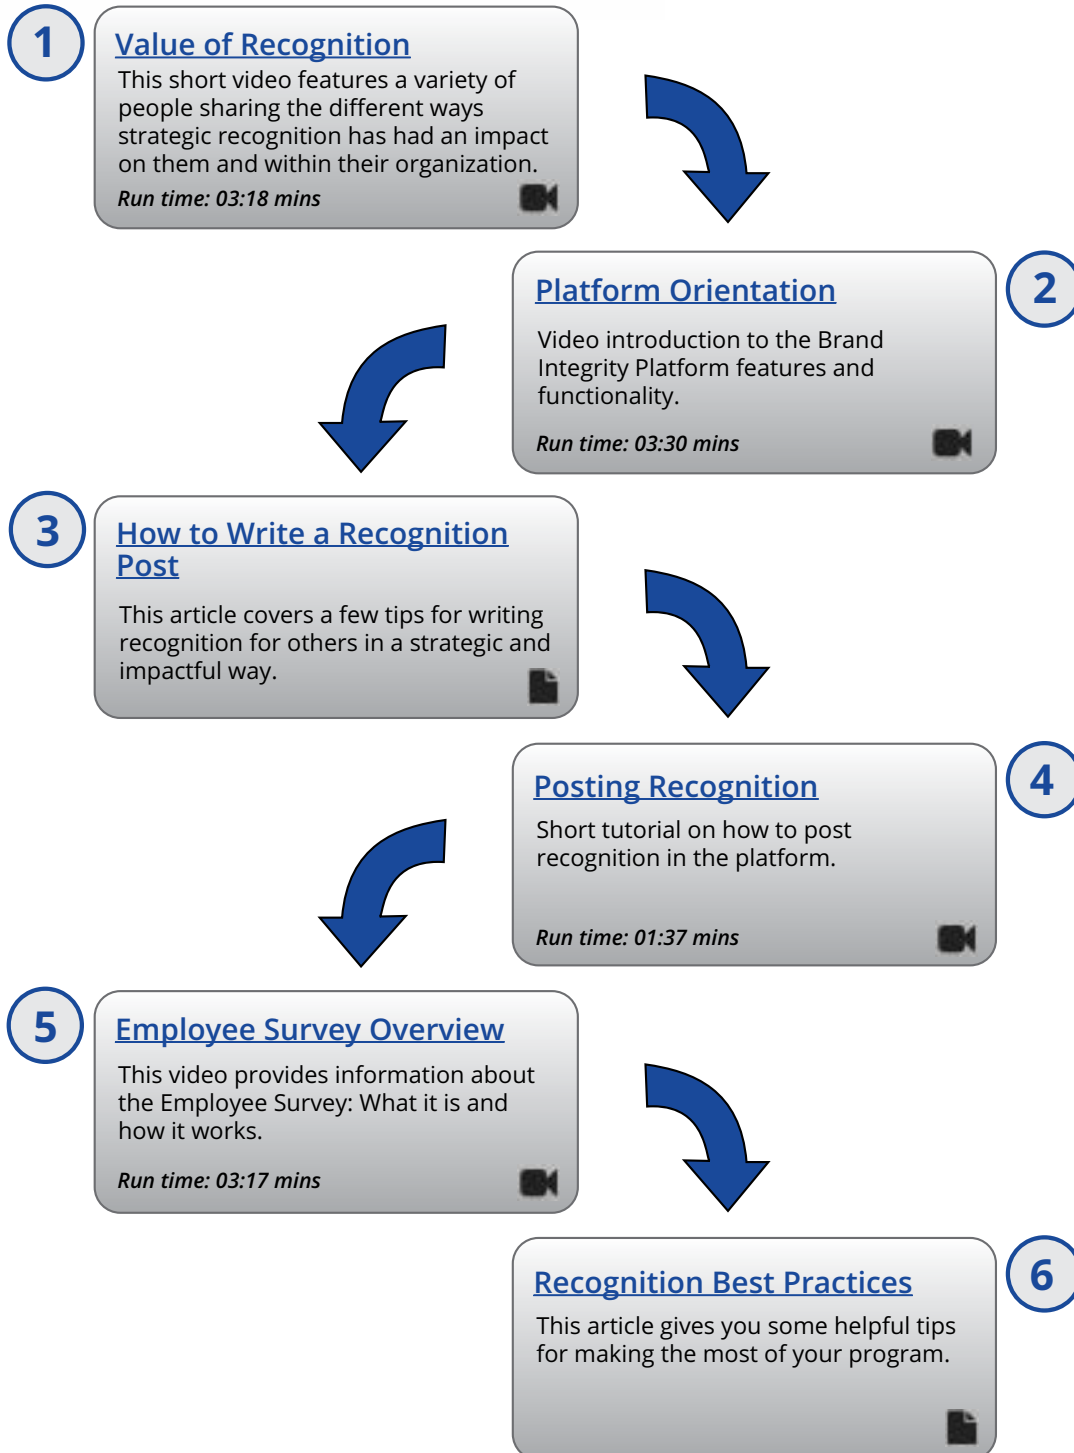 1
Value of Recognition
This short video features a variety of
people sharing the different ways
strategic recognition has had an impact
on them and within their organization.
Run time: 03:18 mins
2
Platform Orientation
Video introduction to the Brand
Integrity Platform features and
functionality.
Run time: 03:30 mins
3
How to Write a Recognition
Post
This article covers a few tips for writing
recognition for others in a strategic and
impactful way.
4
Posting Recognition
Short tutorial on how to post
recognition in the platform.
Run time: 01:37 mins
5
Employee Survey Overview
This video provides information about
the Employee Survey: What it is and
how it works.
Run time: 03:17 mins
6
Recognition Best Practices
This article gives you some helpful tips
for making the most of your program.